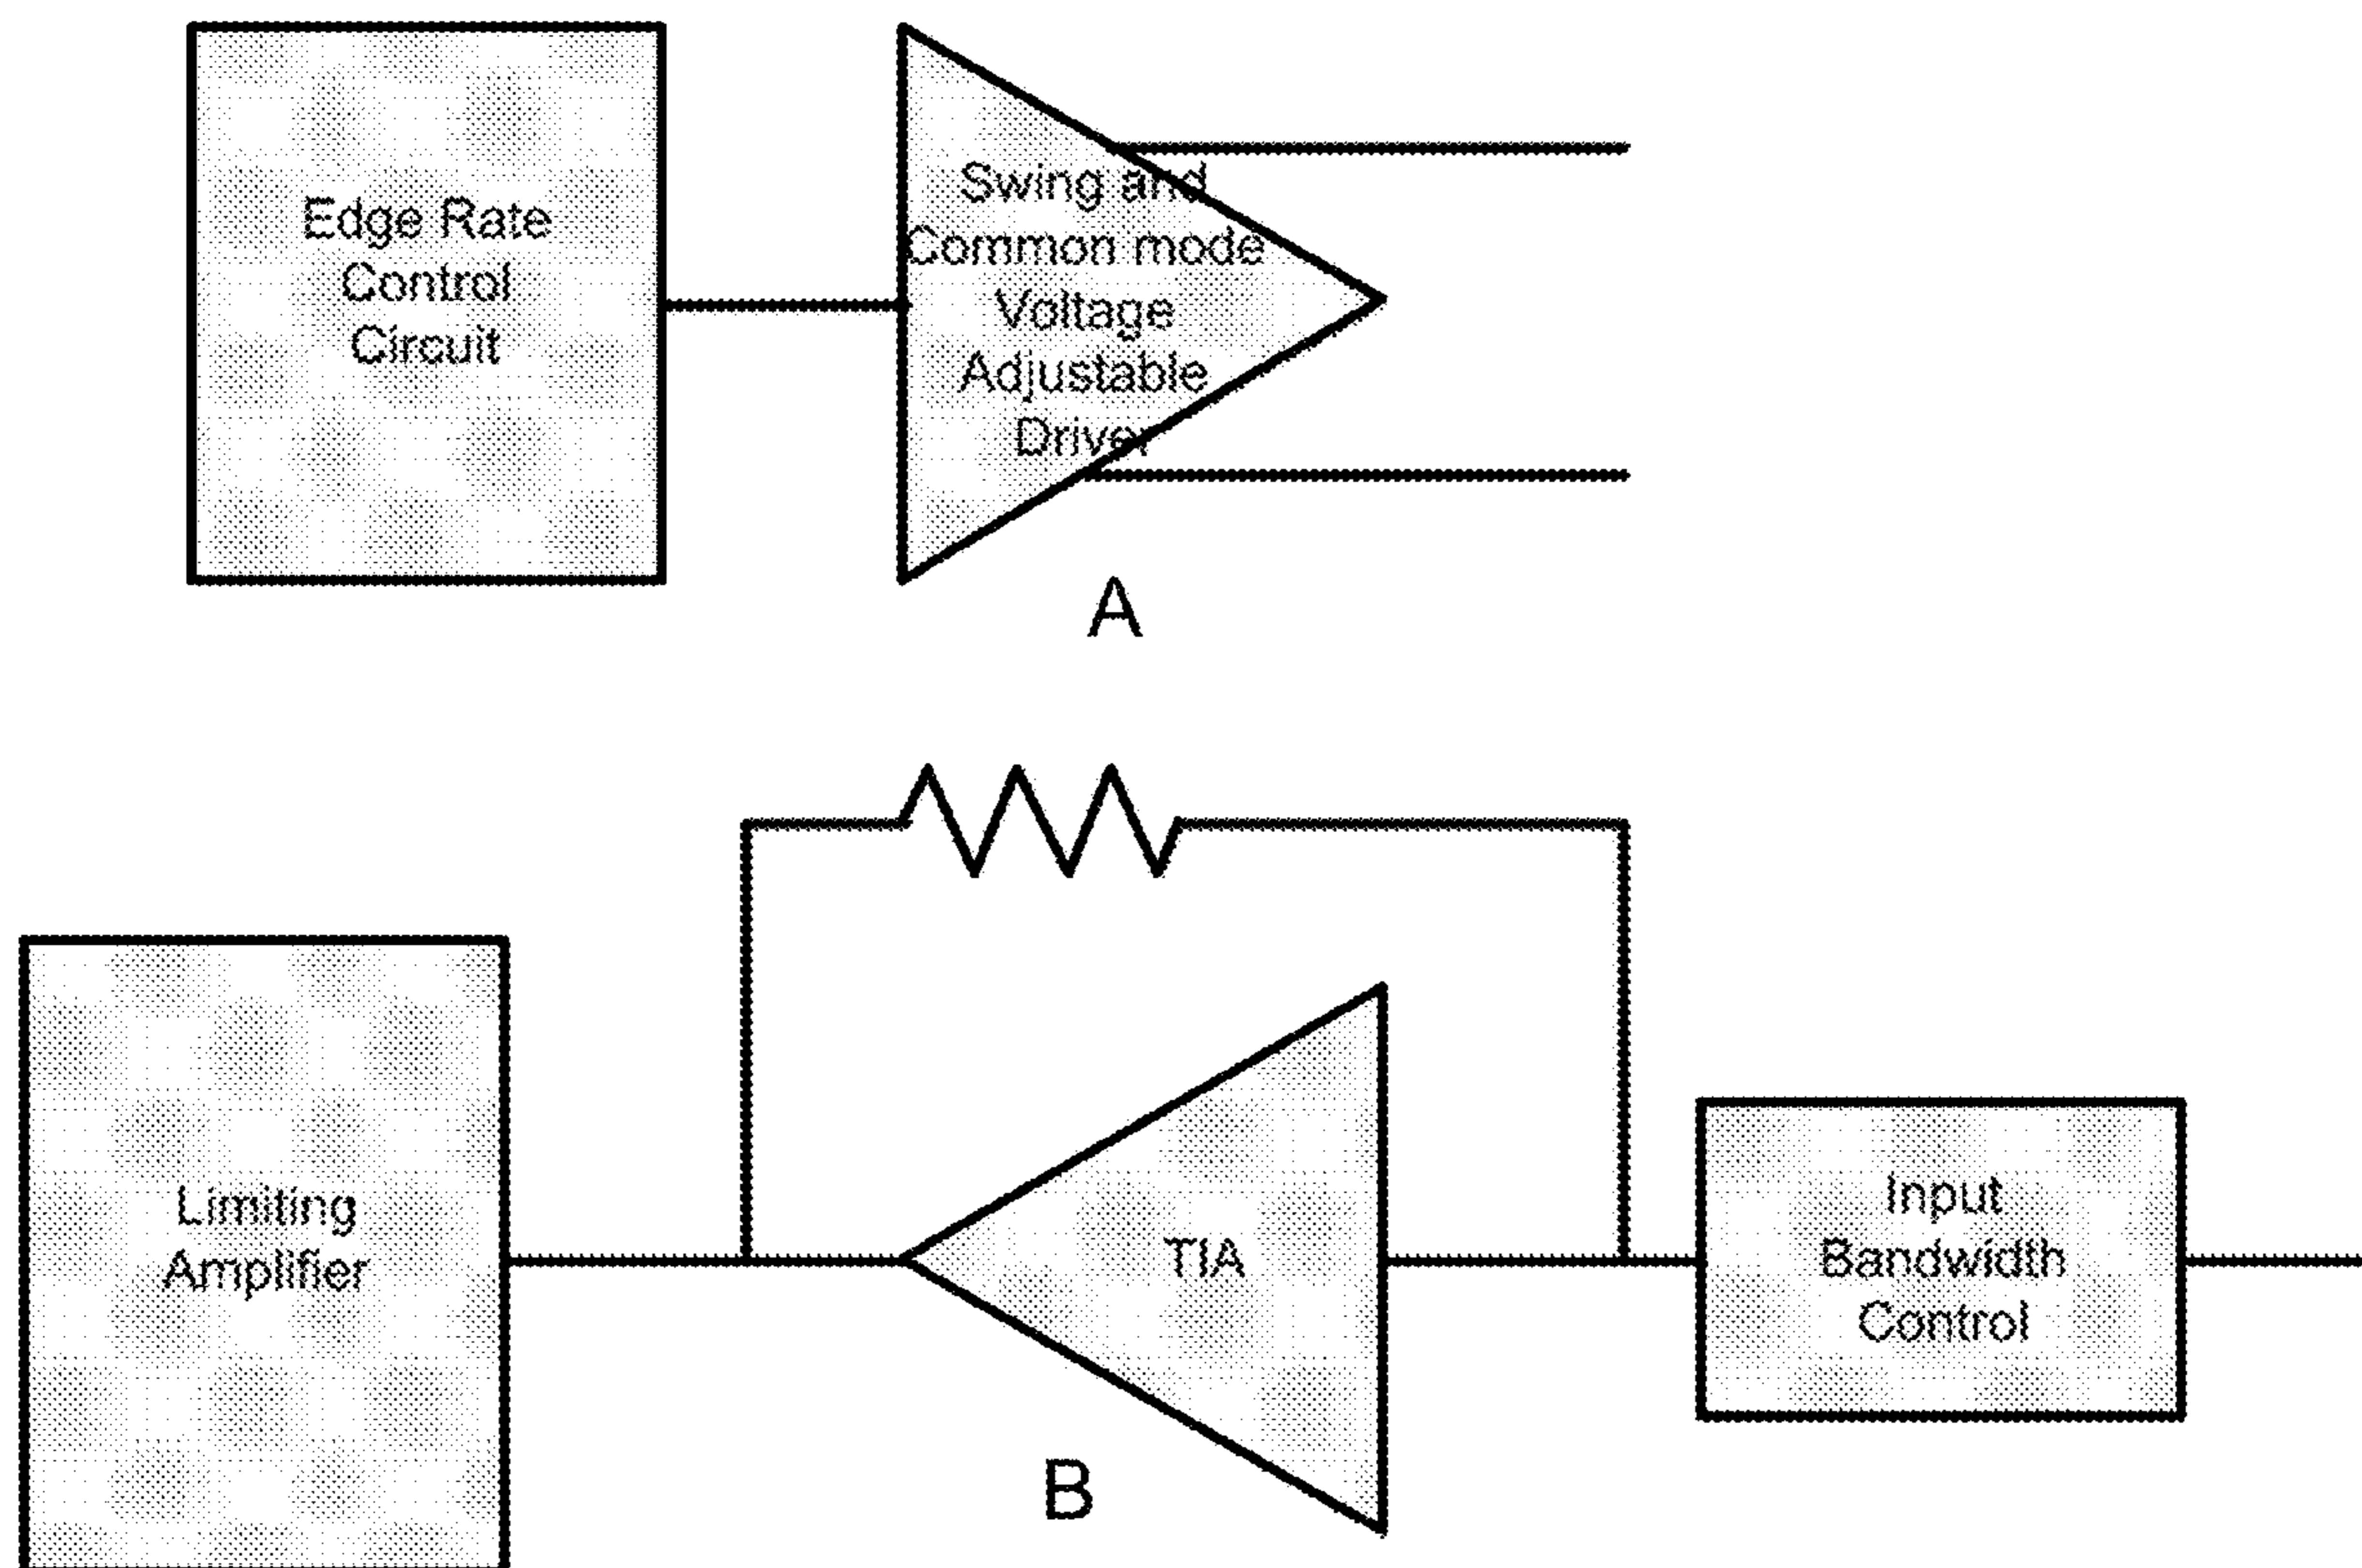 Edge Rate
Control
Circuit
Swing and
Common mode
Voltage
Adjustable
Driver
A
Limiting
Amplifier
TIA
Input
Bandwidth
Control
B